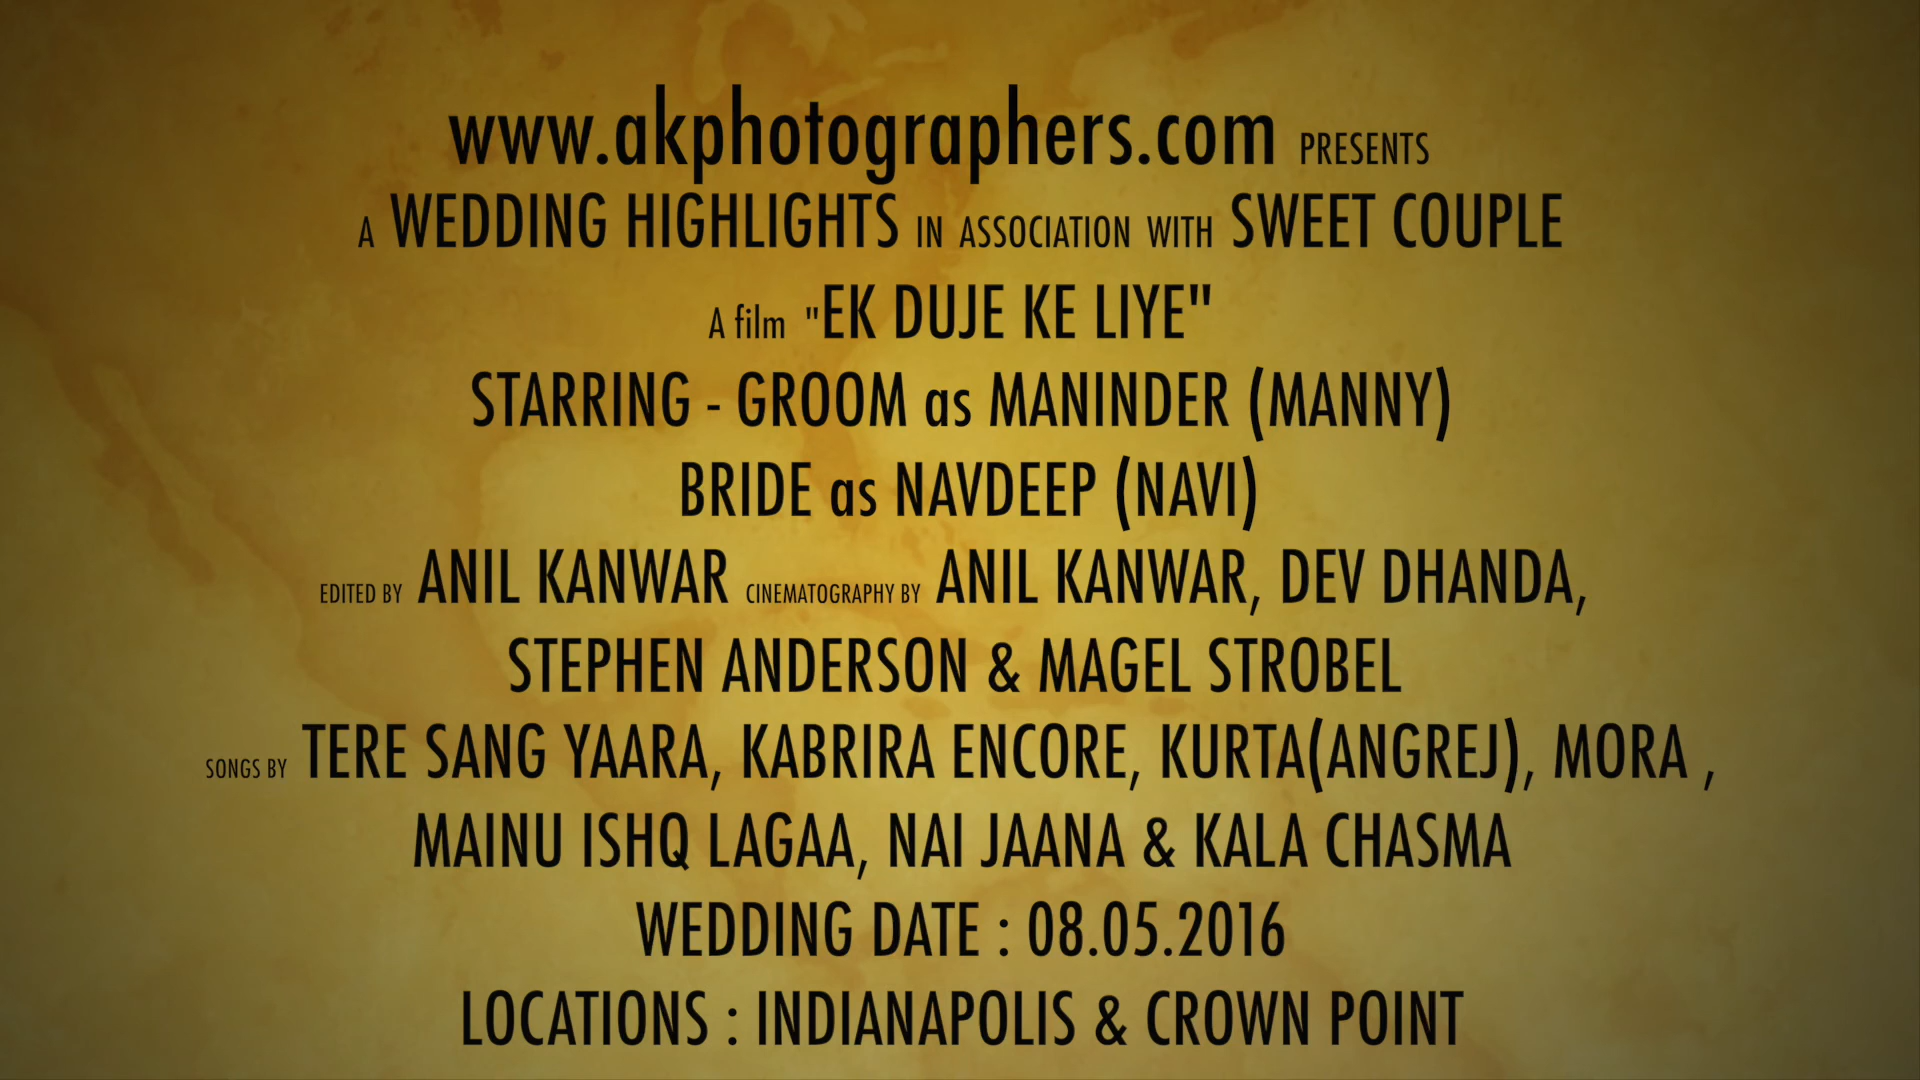 www.akphotographers.com PRESENTS
A WEDDING HIGHLIGHTS IN ASSOCIATION WITH SWEET COUPLE
A film "EK DUJE KE LIYE"
STARRING - GROOM as MANINDER (MANNY)
BRIDE as NAVDEEP (NAVI)
EDITED BY ANIL KANWAR CINEMATOGRAPHY BY ANIL KANWAR, DEV DHANDA,
STEPHEN ANDERSON & MAGEL STROBEL
SONGS BY TERE SANG YAARA, KABRIRA ENCORE, KURTA(ANGREJ), MORA ,
MAINU ISHQ LAGAA, NAI JAANA & KALA CHASMA
WEDDING DATE : 08.05.2016
LOCATIONS : INDIANAPOLIS & CROWN POINT